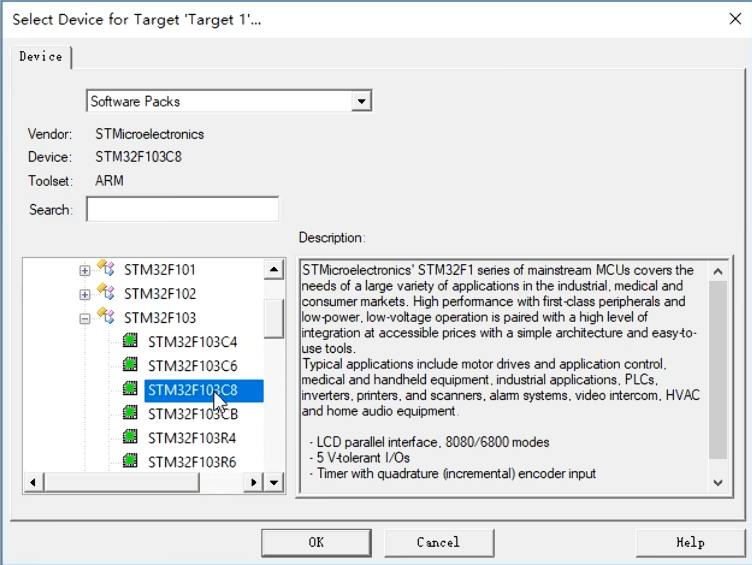 Select Device for Target 'Target 1'...
Device
Software Packs
Vendor: STMicroelectronics
Device: STM32F103C8
Toolset: ARM
Search:
STM32F101
STM32F102
STM32F103
STM32F103C4
STM32F103C6
STM32F103C8
STM32F103CB
STM32F103R4
STM32F103R6
Description:
STMicroelectronics' STM32F1 series of mainstream MCUs covers the
needs of a large variety of applications in the industrial, medical and
consumer markets. High performance with first-class peripherals and
low-power, low-voltage operation is paired with a high level of
integration at accessible prices with a simple architecture and easy-to-
use tools.
Typical applications include motor drives and application control,
medical and handheld equipment, industrial applications, PLCs,
inverters, printers, and scanners, alarm systems, video intercom, HVAC
and home audio equipment.
- LCD parallel interface, 8080/6800 modes
- 5 V-tolerant I/Os
- Timer with quadrature (incremental) encoder input
OK Cancel Help